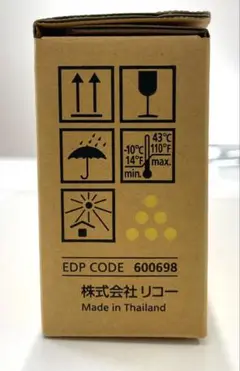 43℃
-10℃ 110°F
14°F max.
min.
EDP CODE 600698
株式会社 リコー
Made in Thailand